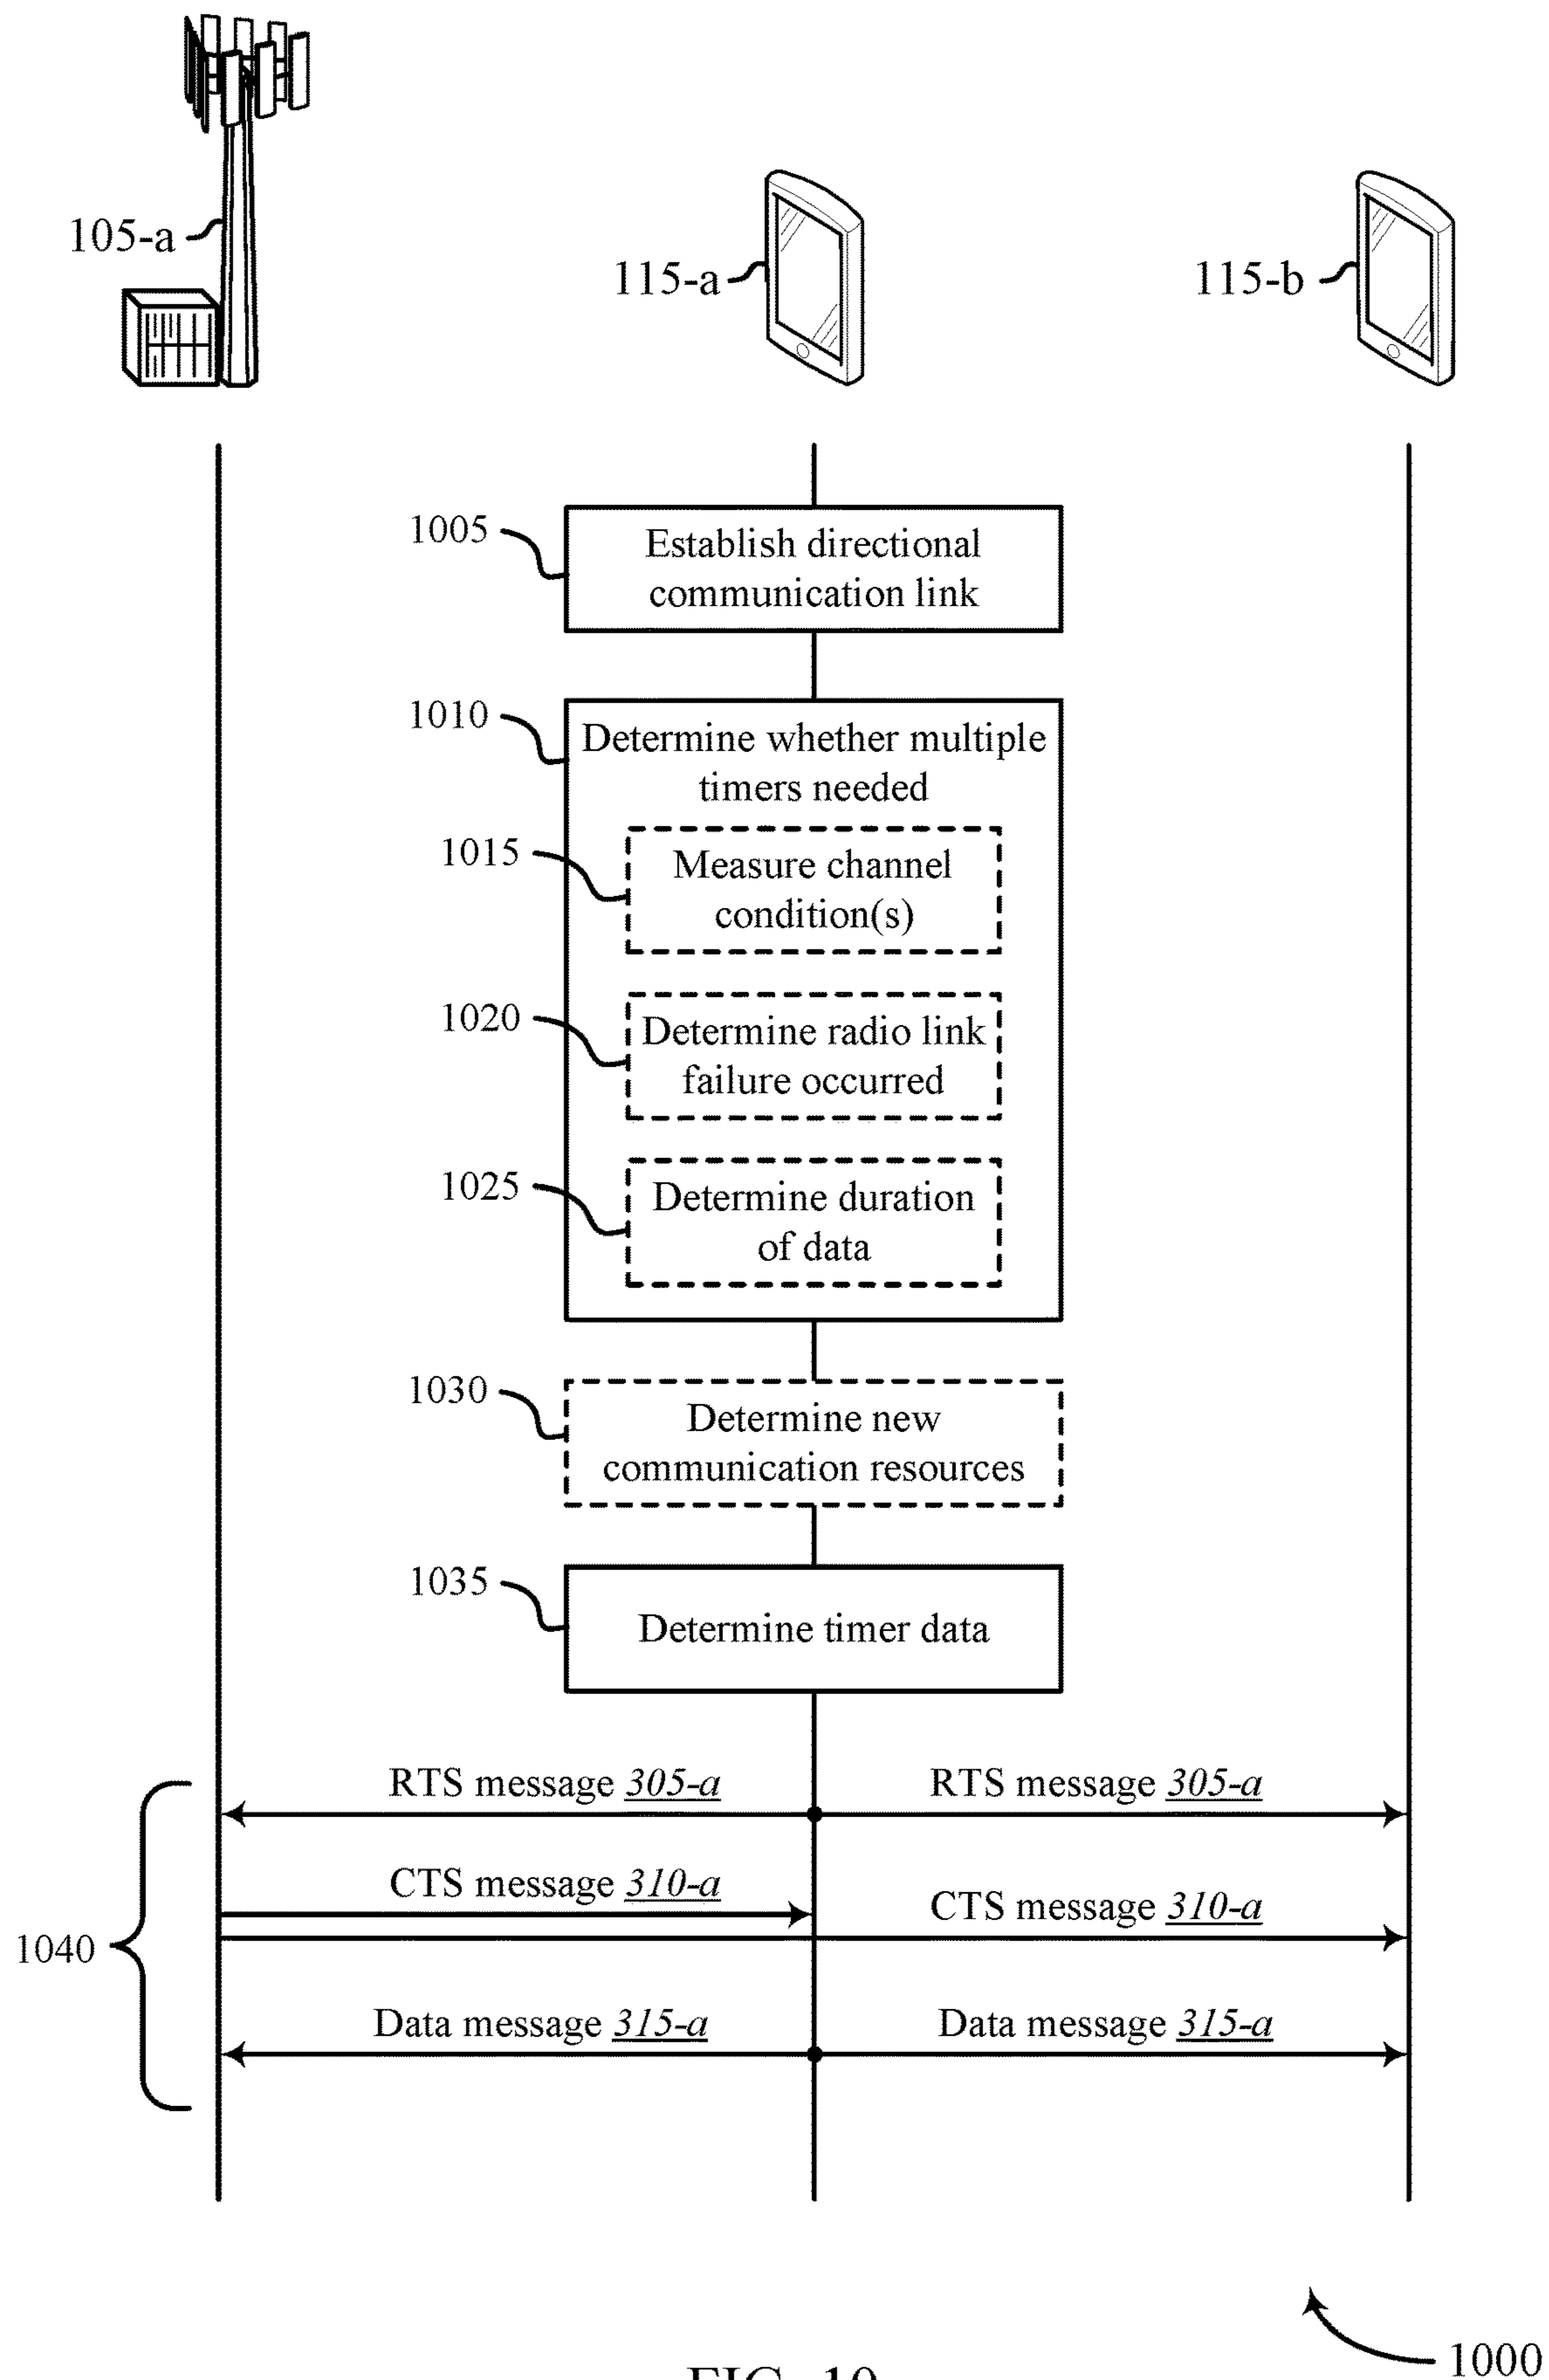 105-a
115-a
115-b
1005
Establish directional
communication link
1010
Determine whether multiple
timers needed
1015
Measure channel
condition(s)
1020
Determine radio link
failure occurred
1025
Determine duration
of data
1030
Determine new
communication resources
1035
Determine timer data
RTS message 305-a
RTS message 305-a
CTS message 310-a
CTS message 310-a
1040
Data message 315-a
Data message 315-a
1000
FIG. 10